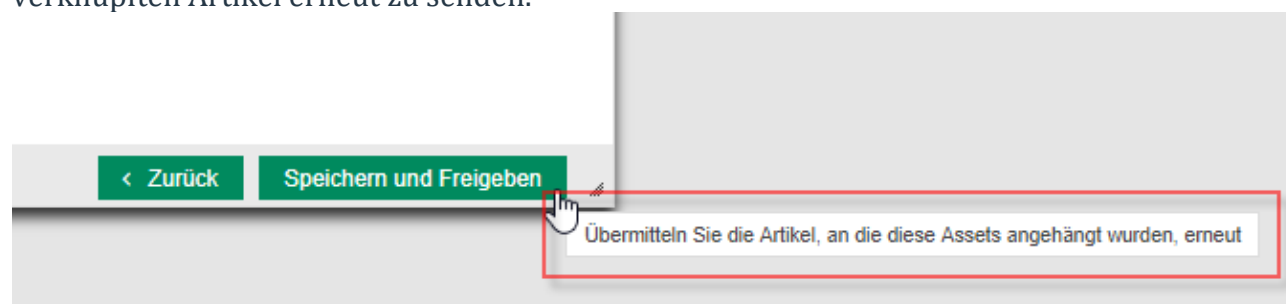 verknüpften Artikel erneut zu senden.
‹ Zurück Speichern und Freigeben
Übermitteln Sie die Artikel, an die diese Assets angehängt wurden, erneut